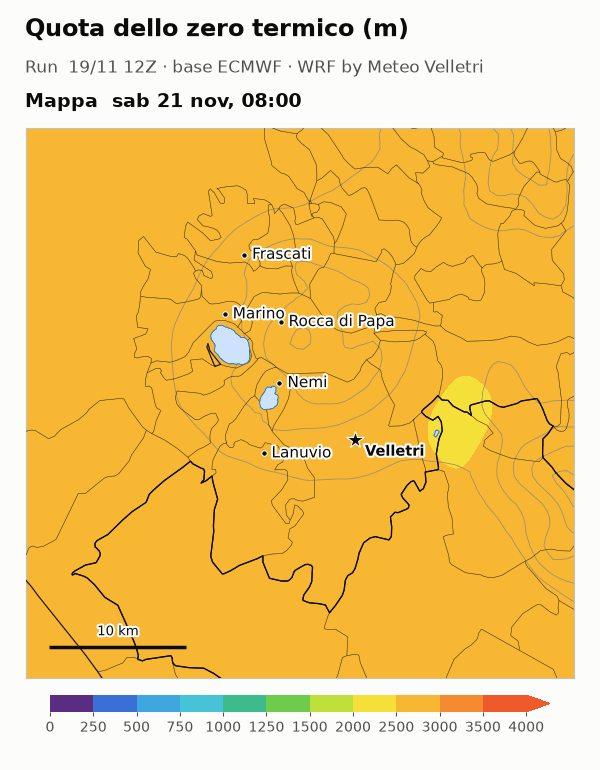 Quota dello zero termico (m)
Run  19/11 12Z · base ECMWF · WRF by Meteo Velletri
Mappa  sab 21 nov, 08:00
Frascati
Marino
Rocca di Papa
Nemi
Velletri
Lanuvio
10 km
0 250 500 750 1000 1250 1500 2000 2500 3000 3500 4000